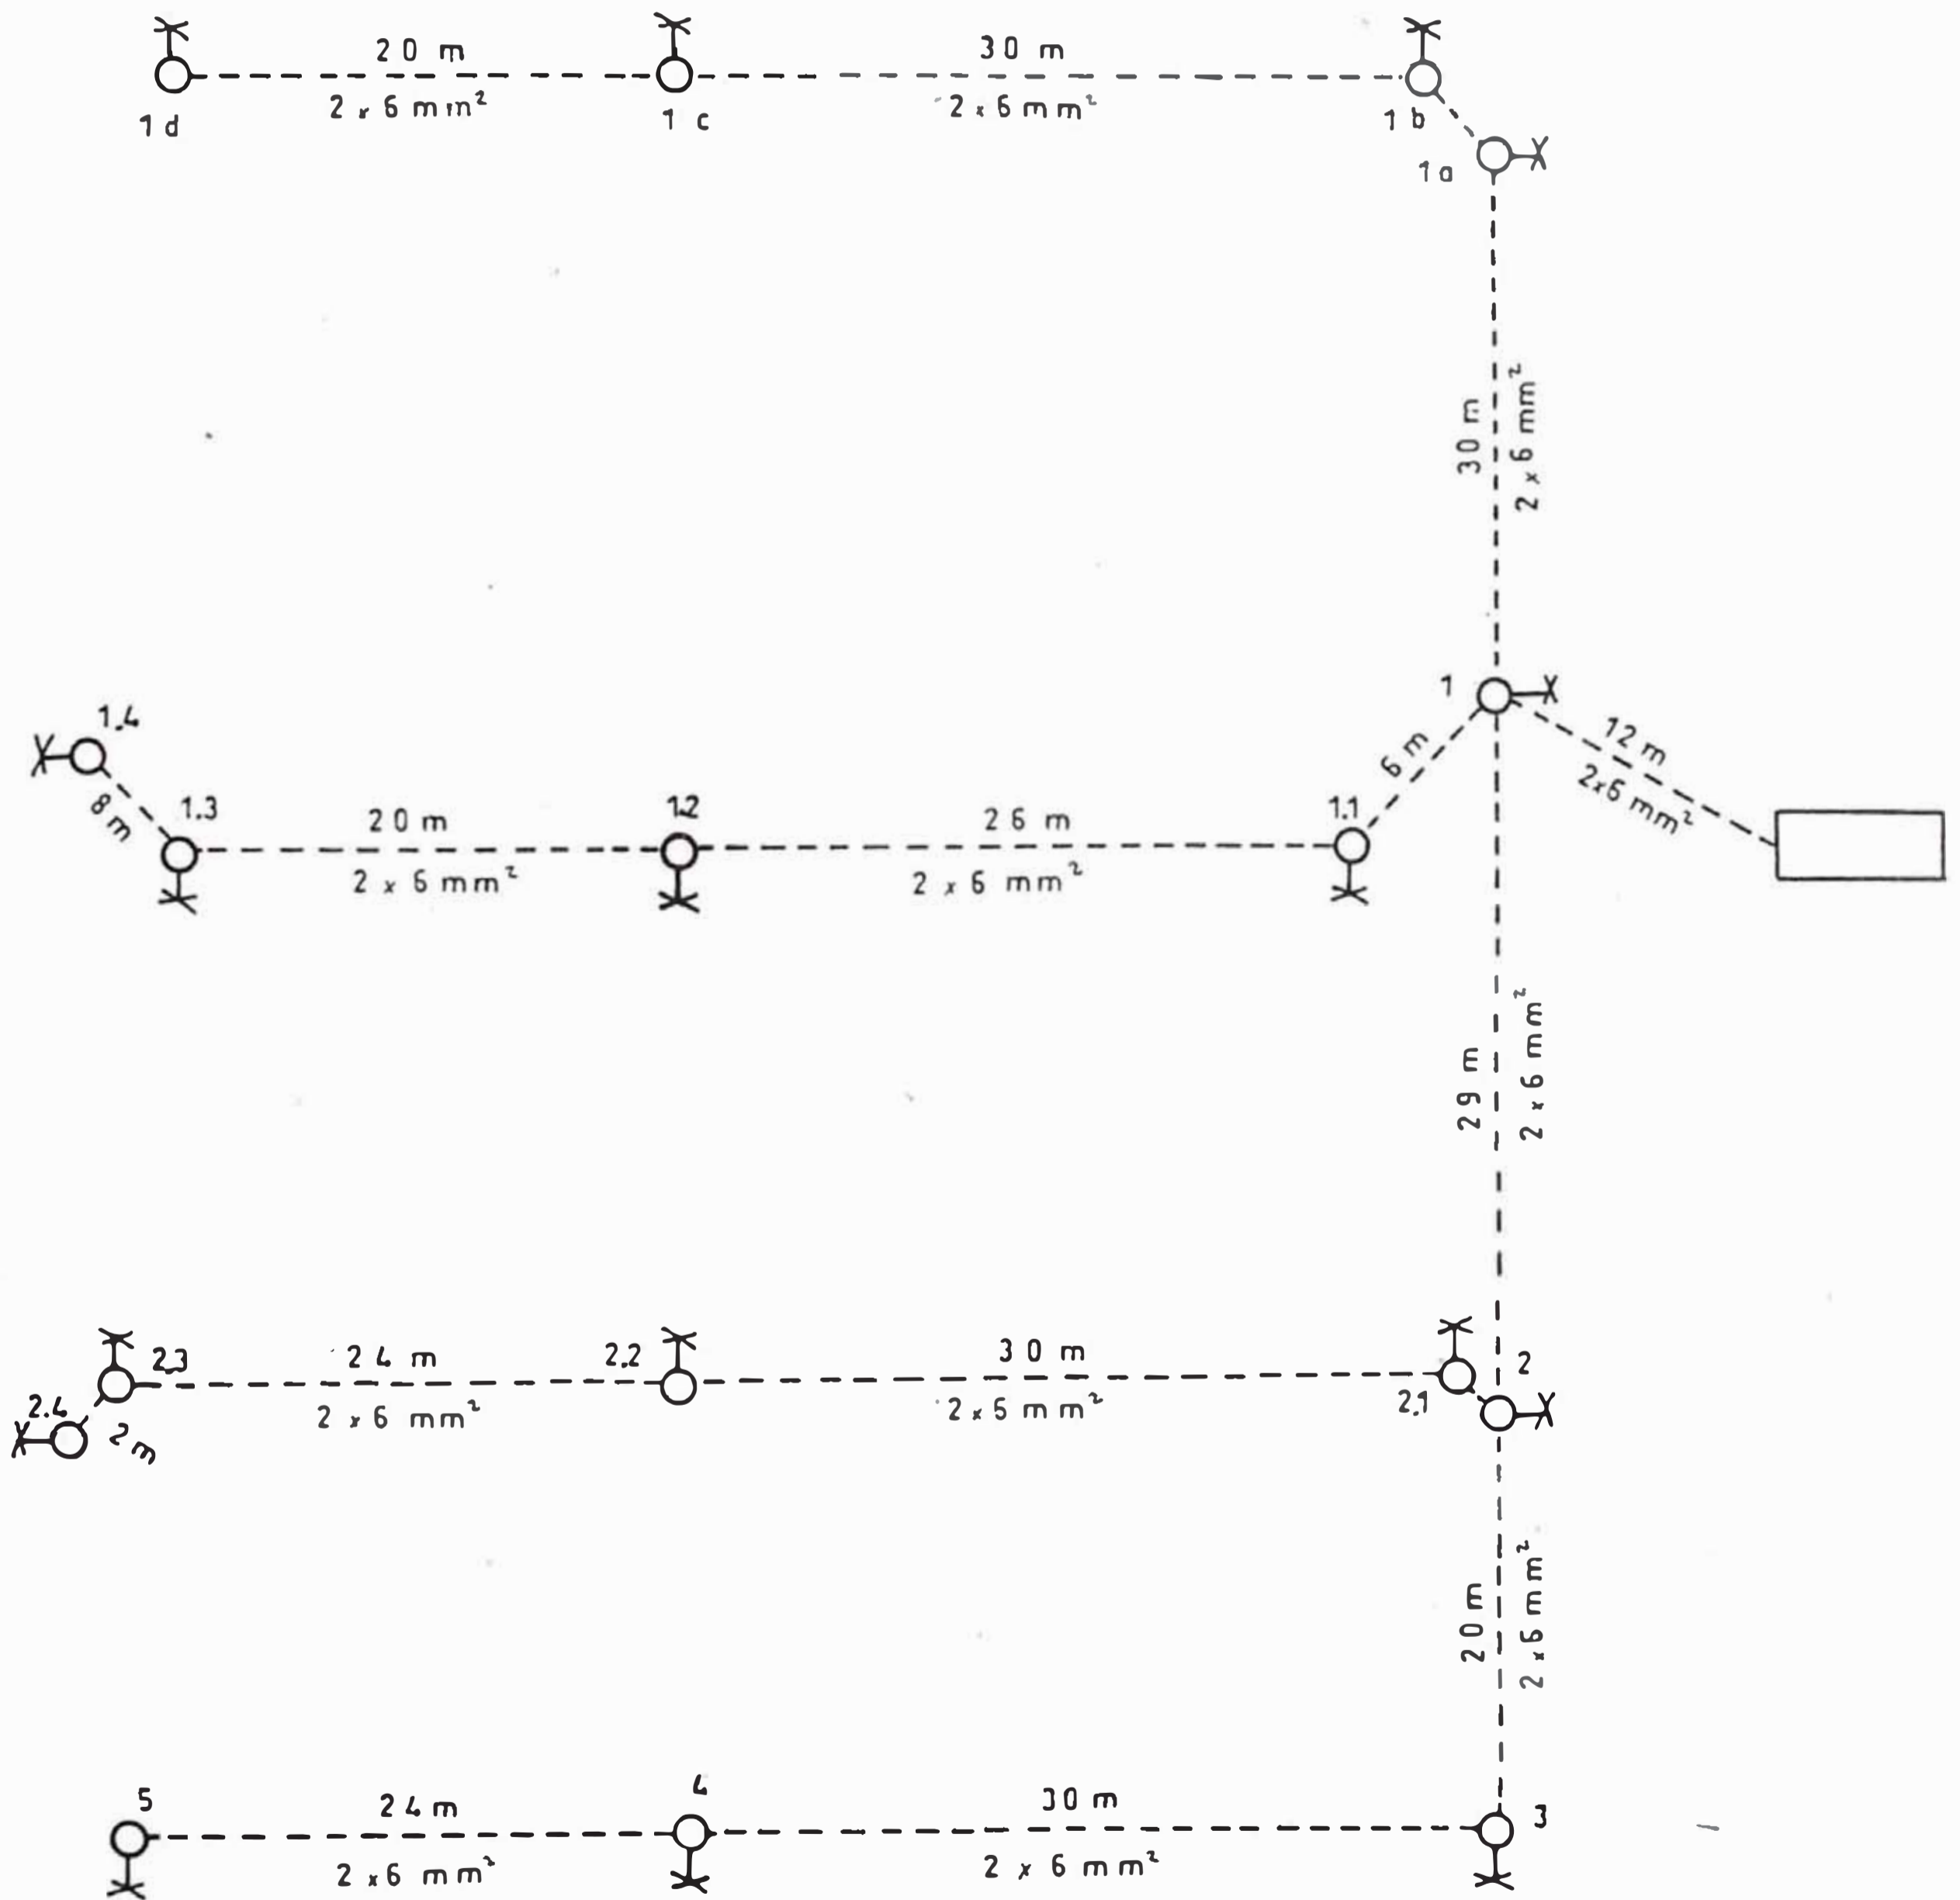 20 m
30 m
2 x 6 mm²
2 x 6 mm²
1d
1c
1b
1a
30 m
2 x 6 mm²
1
1.4
12 m
6 m
2x6 mm²
8 m
1.3
20 m
1.2
26 m
1.1
2 x 6 mm²
2 x 6 mm²
29 m
2 x 6 mm²
2.3
24 m
2.2
30 m
2
2.4
2 m
2 x 6 mm²
2 x 6 mm²
2.1
20 m
2 x 6 mm²
5
24 m
4
30 m
3
2 x 6 mm²
2 x 6 mm²